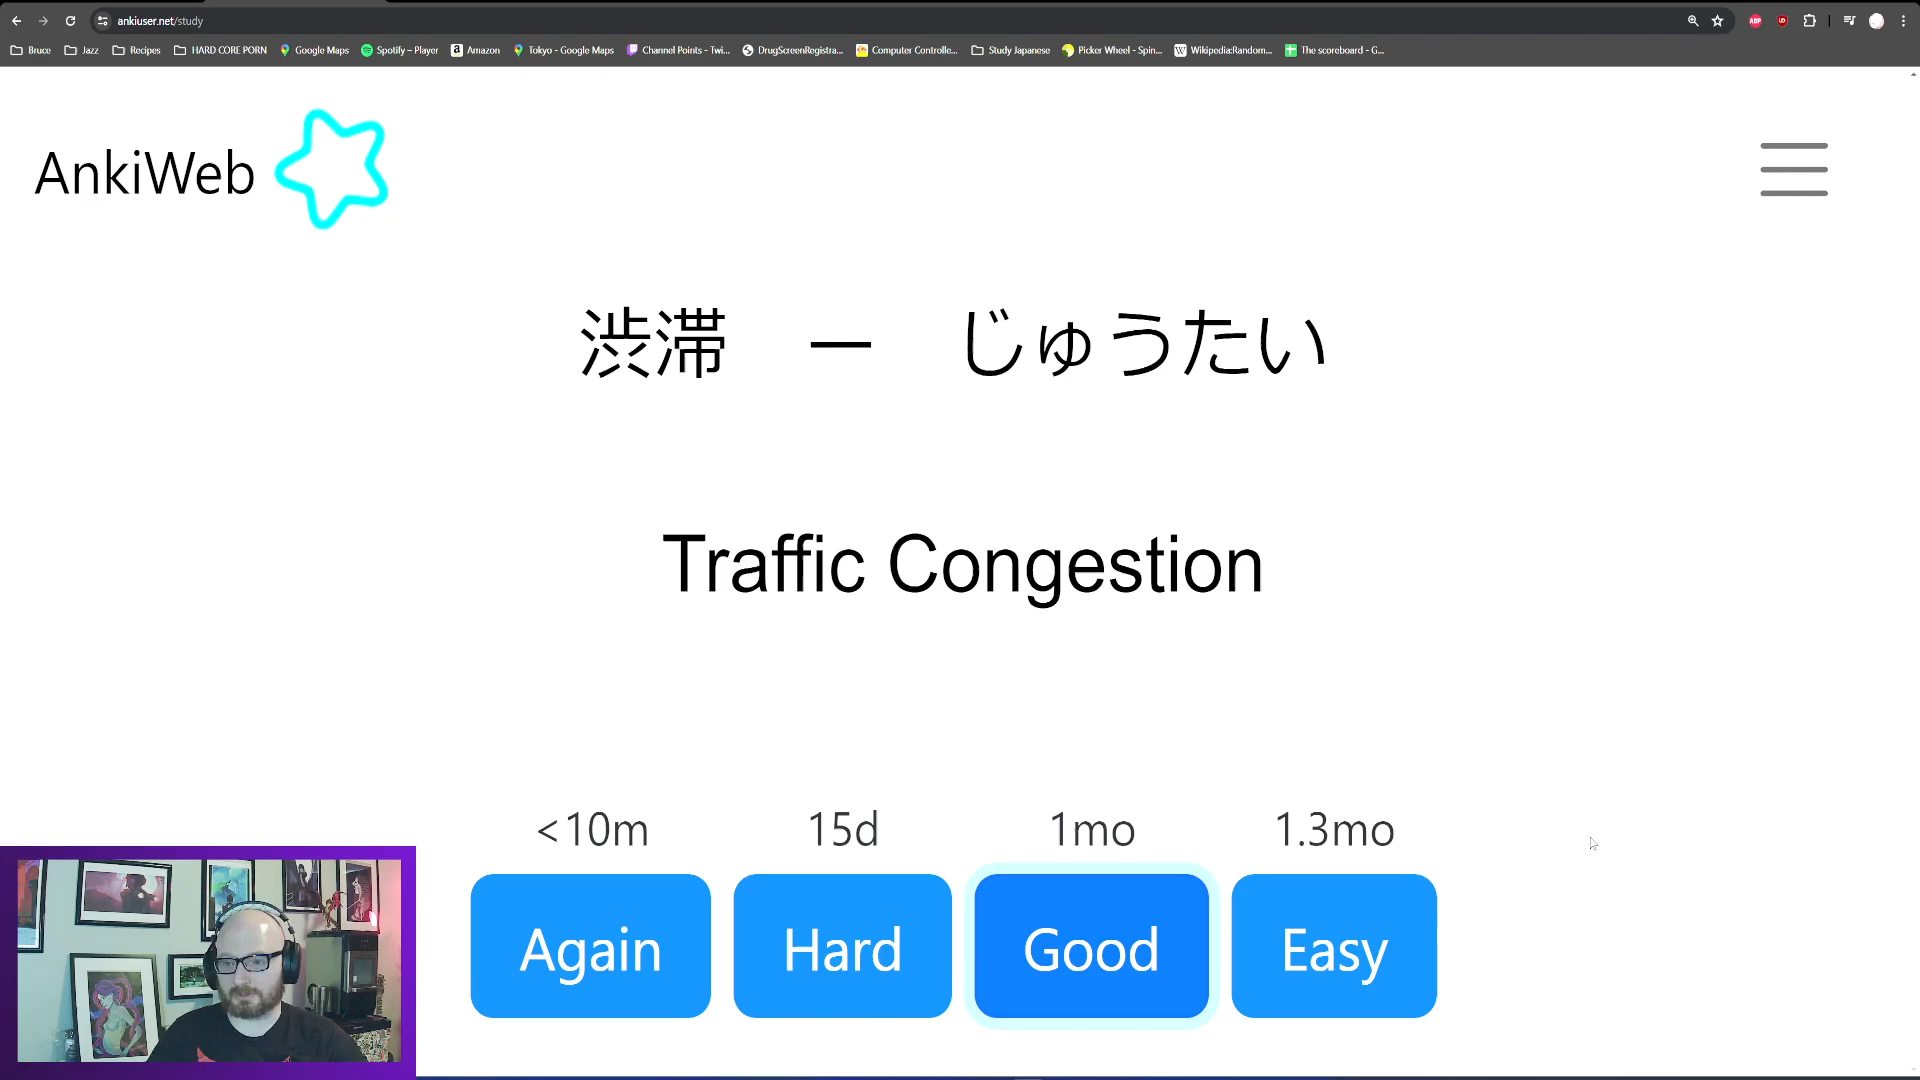 ankiuser.net/study
Bruce
Jazz
Recipes
HARD CORE PORN
Google Maps
Spotify – Player
Amazon
Tokyo - Google Maps
Channel Points - Twi...
DrugScreenRegistra...
Computer Controlle...
Study Japanese
Picker Wheel - Spin...
Wikipedia:Random...
The scoreboard - G...
AnkiWeb
渋滞　ー　じゅうたい
Traffic Congestion
<10m
15d
1mo
1.3mo
Again
Hard
Good
Easy